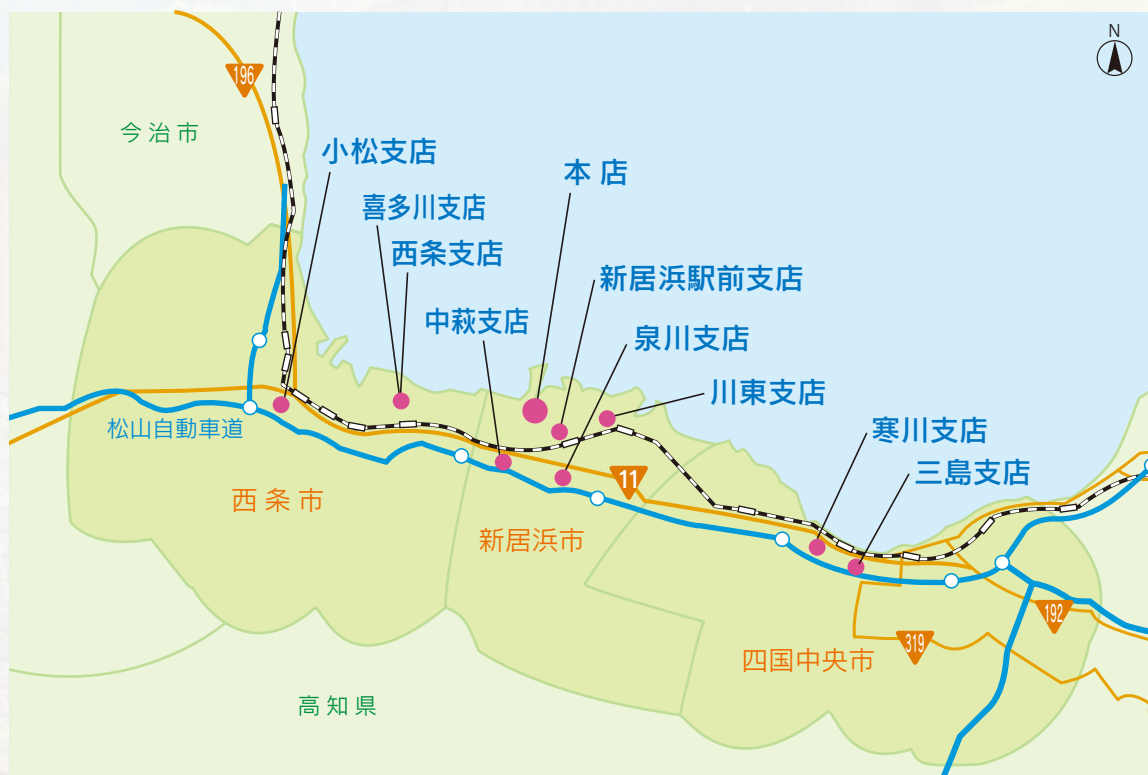 N
196
今治市
小松支店
本店
喜多川支店
西条支店
新居浜駅前支店
中萩支店
泉川支店
川東支店
松山自動車道
寒川支店
三島支店
11
西条市
新居浜市
192
319
四国中央市
高知県